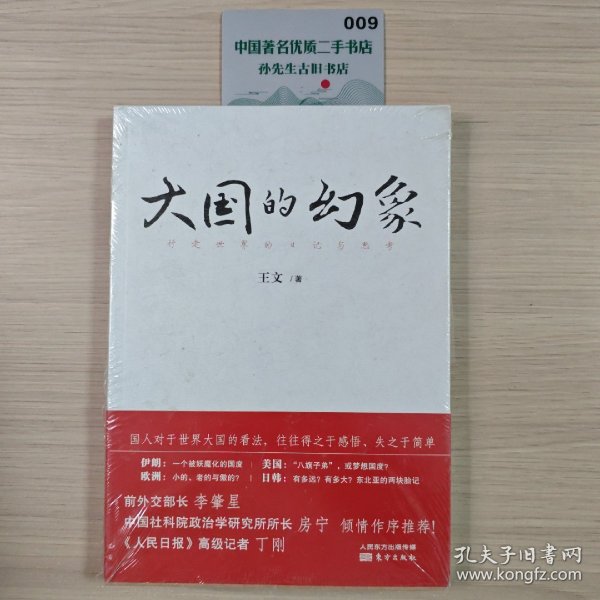 009
中国著名优质二手书店
孙先生古旧书店
大国的幻象
行走世界的日记与思考
王文 / 著
国人对于世界大国的看法，往往得之于感悟、失之于简单
伊朗：一个被妖魔化的国度 | 美国：“八旗子弟”，或梦想国度？
欧洲：小的、老的与傲的？ | 日韩：有多远？有多大？东北亚的两块脸记
前外交部长 李肇星
中国社科院政治学研究所所长 房宁 倾情作序推荐！
《人民日报》高级记者 丁刚
人民东方出版传媒
东方出版社
孔夫子旧书网
www.kongfz.com